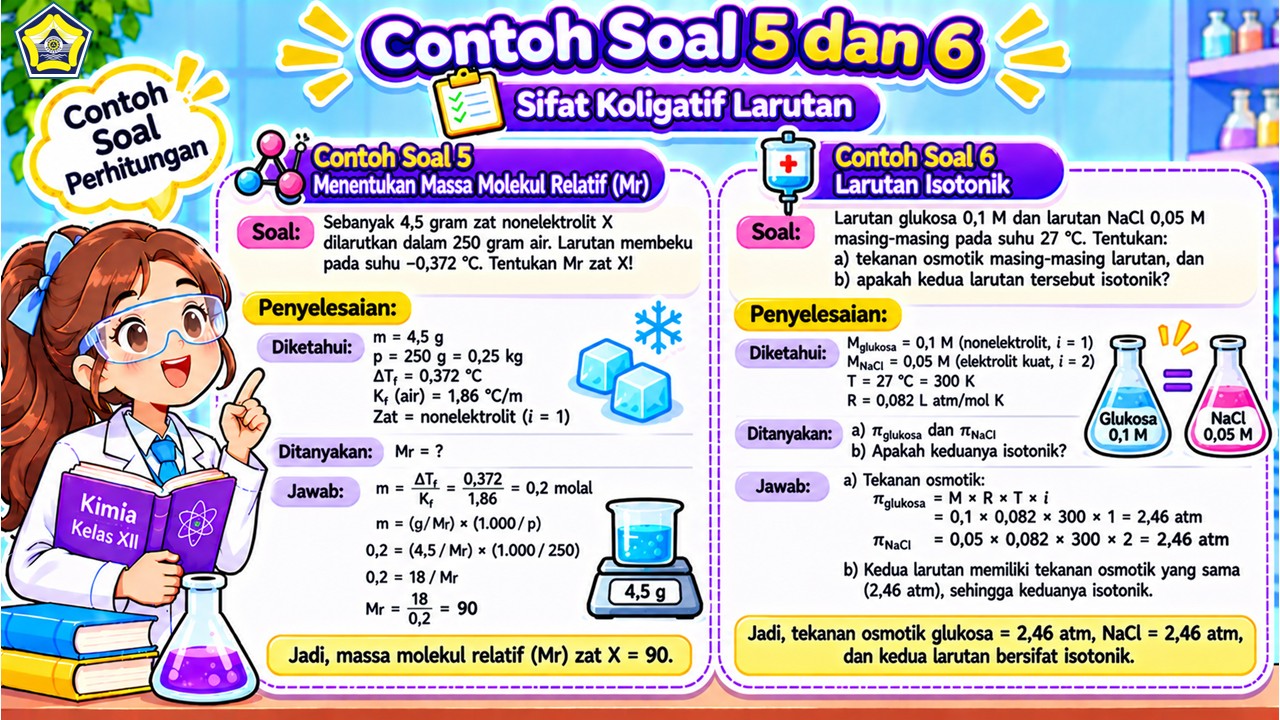 Contoh Soal 5 dan 6
Sifat Koligatif Larutan
Contoh
Soal
Perhitungan
Contoh Soal 5
Menentukan Massa Molekul Relatif (Mr)
Soal:
Sebanyak 4,5 gram zat nonelektrolit X
dilarutkan dalam 250 gram air. Larutan membeku
pada suhu −0,372 °C. Tentukan Mr zat X!
Penyelesaian:
Diketahui:
m = 4,5 g
p = 250 g = 0,25 kg
ΔT_f = 0,372 °C
K_f (air) = 1,86 °C/m
Zat = nonelektrolit (i = 1)
Ditanyakan: Mr = ?
Jawab:
m = ΔT_f / K_f = 0,372 / 1,86 = 0,2 molal
m = (g/Mr) × (1.000/p)
0,2 = (4,5/Mr) × (1.000/250)
0,2 = 18/Mr
Mr = 18 / 0,2 = 90
4,5 g
Jadi, massa molekul relatif (Mr) zat X = 90.
Kimia
Kelas XII
Contoh Soal 6
Larutan Isotonik
Soal:
Larutan glukosa 0,1 M dan larutan NaCl 0,05 M
masing-masing pada suhu 27 °C. Tentukan:
a) tekanan osmotik masing-masing larutan, dan
b) apakah kedua larutan tersebut isotonik?
Penyelesaian:
Diketahui:
M_glukosa = 0,1 M (nonelektrolit, i = 1)
M_NaCl = 0,05 M (elektrolit kuat, i = 2)
T = 27 °C = 300 K
R = 0,082 L atm/mol K
Glukosa
0,1 M
=
NaCl
0,05 M
Ditanyakan:
a) π_glukosa dan π_NaCl
b) Apakah keduanya isotonik?
Jawab:
a) Tekanan osmotik:
π_glukosa = M × R × T × i
= 0,1 × 0,082 × 300 × 1 = 2,46 atm
π_NaCl = 0,05 × 0,082 × 300 × 2 = 2,46 atm
b) Kedua larutan memiliki tekanan osmotik yang sama
(2,46 atm), sehingga keduanya isotonik.
Jadi, tekanan osmotik glukosa = 2,46 atm, NaCl = 2,46 atm,
dan kedua larutan bersifat isotonik.